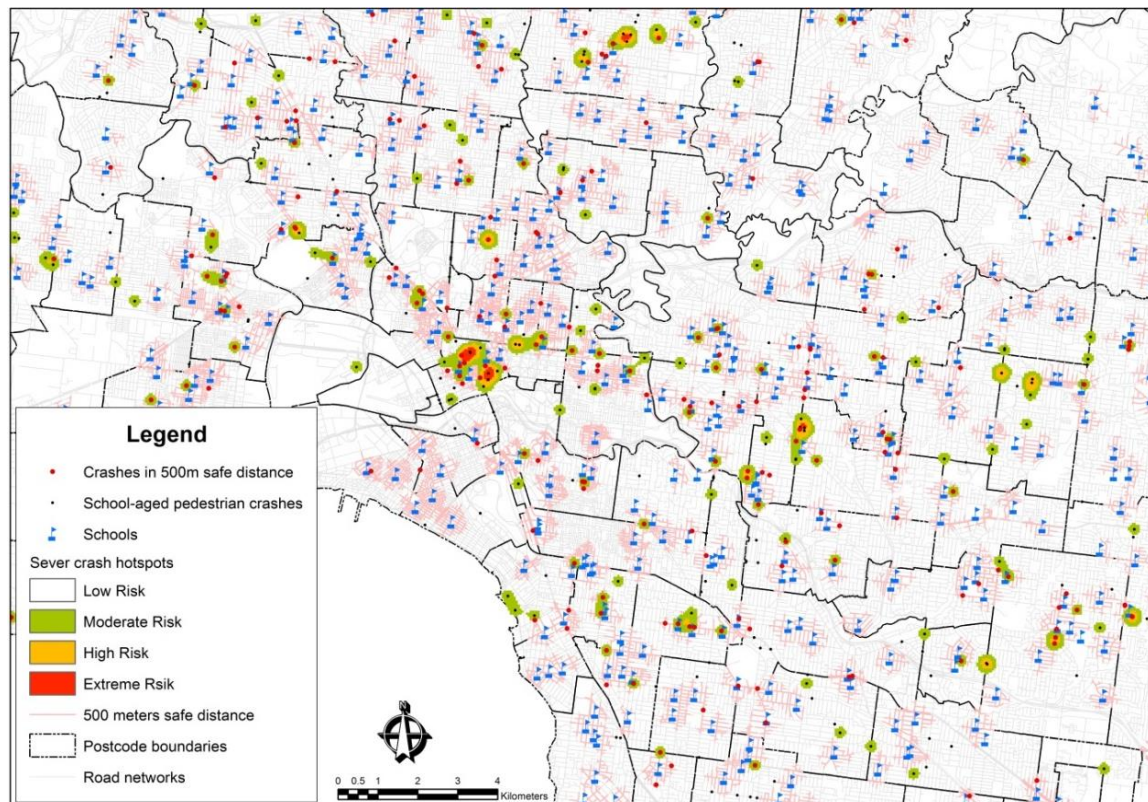 Legend
Crashes in 500m safe distance
School-aged pedestrian crashes
Schools
Sever crash hotspots
Low Risk
Moderate Risk
High Risk
Extreme Rsik
500 meters safe distance
Postcode boundaries
Road networks
N
0 0.5 1 2 3 4
Kilometers